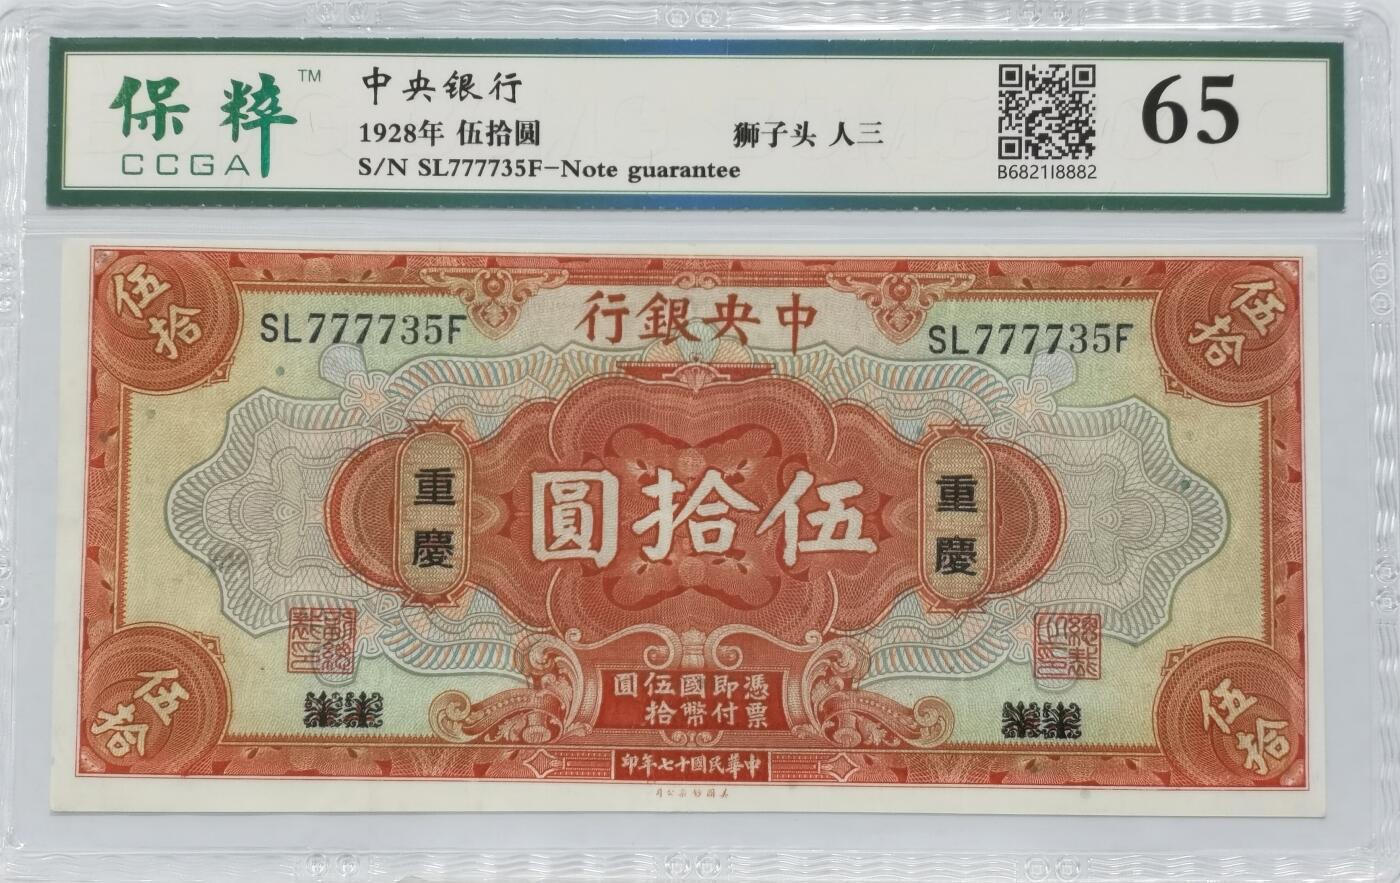 保粹™
CCGA
中央银行
1928年 伍拾圆
狮子头 人三
S/N SL777735F-Note guarantee
B6821I8882
65
伍拾
伍拾
行銀央中
SL777735F
SL777735F
圓拾伍
重慶
重慶
憑票即付國幣伍拾圓
印年七十國民華中
伍拾
伍拾